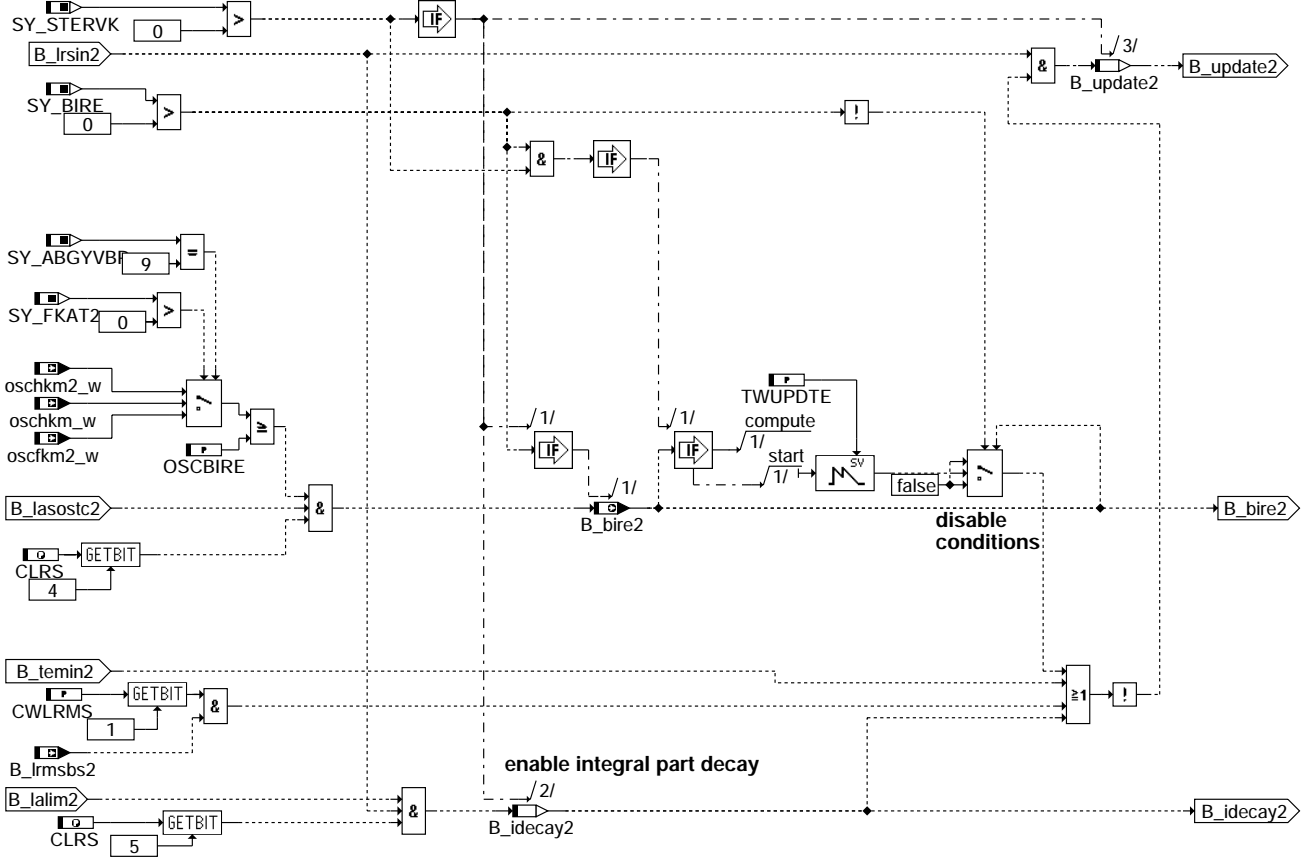 SY_STERVK
0
>
IF
/3/
B_lrsin2
&
B_update2
B_update2
SY_BIRE
0
>
!
&
IF
SY_ABGYVBP
9
=
SY_FKAT2
0
>
oschkm2_w
oschkm_w
oscfkm2_w
OSCBIRE
≥
P
TWUPDTE
compute
/1/
IF
/1/
IF
1/
start
1/
SV
false
/1/
B_lasostc2
&
B_bire2
B_bire2
disable
conditions
CLRS
GETBIT
4
B_temin2
CWLRMS
P
GETBIT
1
&
≥1
!
B_lrmsbs2
enable integral part decay
/2/
B_lalim2
&
B_idecay2
B_idecay2
CLRS
GETBIT
5